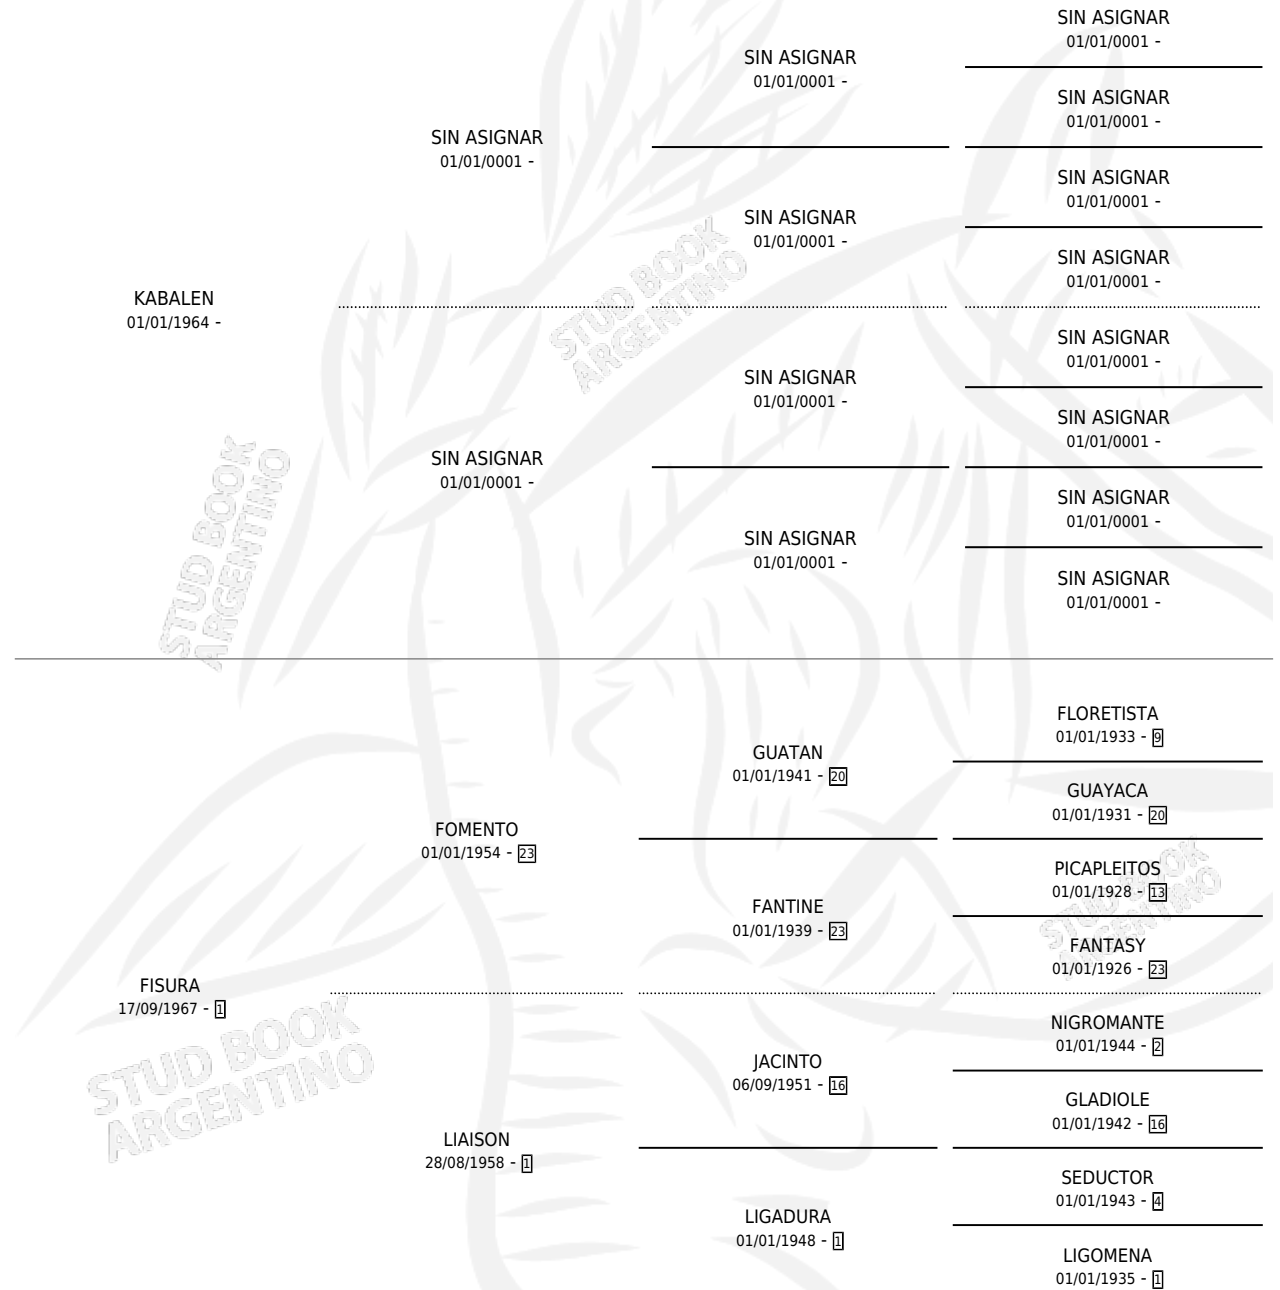 SIN ASIGNAR
01/01/0001 -
SIN ASIGNAR
01/01/0001 -
SIN ASIGNAR
01/01/0001 -
SIN ASIGNAR
01/01/0001 -
SIN ASIGNAR
01/01/0001 -
SIN ASIGNAR
01/01/0001 -
STUD BOOK
ARGENTINO
SIN ASIGNAR
01/01/0001 -
KABALEN
01/01/1964 -
SIN ASIGNAR
01/01/0001 -
SIN ASIGNAR
01/01/0001 -
SIN ASIGNAR
01/01/0001 -
STUD BOOK
ARGENTINO
SIN ASIGNAR
01/01/0001 -
SIN ASIGNAR
01/01/0001 -
SIN ASIGNAR
01/01/0001 -
SIN ASIGNAR
01/01/0001 -
FLORETISTA
01/01/1933 - 9
GUATAN
01/01/1941 - 20
GUAYACA
01/01/1931 - 20
FOMENTO
01/01/1954 - 23
PICAPLEITOS
01/01/1928 - 13
STUD BOOK
ARGENTINO
FANTINE
01/01/1939 - 23
FANTASY
01/01/1926 - 23
FISURA
17/09/1967 - 1
STUD BOOK
ARGENTINO
NIGROMANTE
01/01/1944 - 2
JACINTO
06/09/1951 - 16
GLADIOLE
01/01/1942 - 16
LIAISON
28/08/1958 - 1
SEDUCTOR
01/01/1943 - 4
LIGADURA
01/01/1948 - 1
LIGOMENA
01/01/1935 - 1